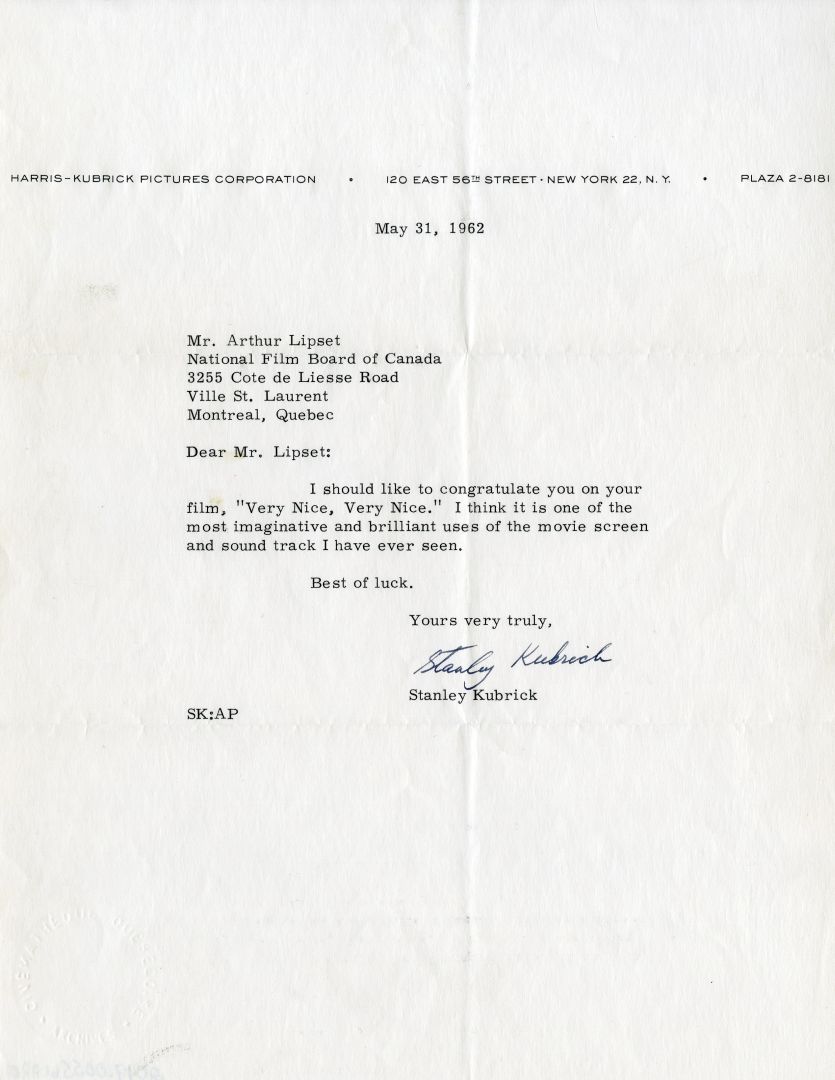 HARRIS-KUBRICK PICTURES CORPORATION • 120 EAST 56TH STREET · NEW YORK 22, N. Y. • PLAZA 2-8181
May 31, 1962
Mr. Arthur Lipset
National Film Board of Canada
3255 Cote de Liesse Road
Ville St. Laurent
Montreal, Quebec
Dear Mr. Lipset:
I should like to congratulate you on your
film, "Very Nice, Very Nice." I think it is one of the
most imaginative and brilliant uses of the movie screen
and sound track I have ever seen.
Best of luck.
Yours very truly,
Stanley Kubrick
Stanley Kubrick
SK:AP
CINÉMATHÈQUE QUÉBÉCOISE
ARCHIVES